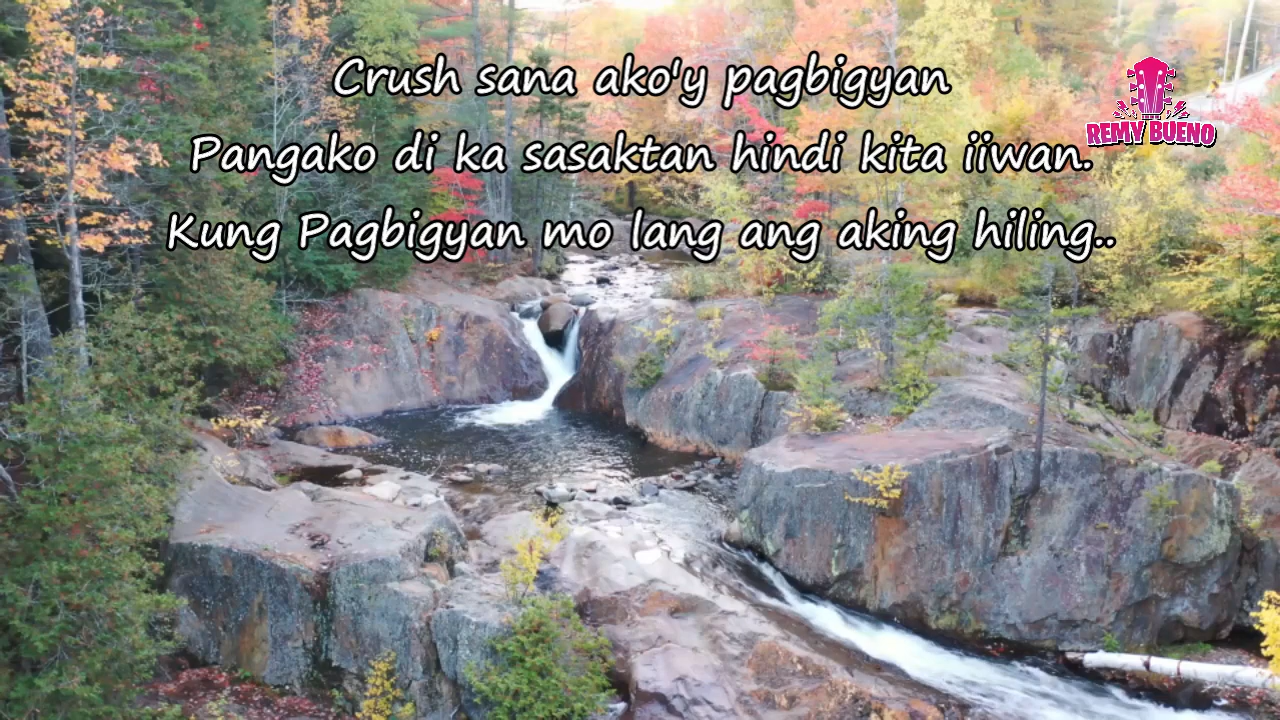 Crush sana ako'y pagbigyan
Pangako di ka sasaktan hindi kita iiwan.
Kung Pagbigyan mo lang ang aking hiling..
REMY BUENO